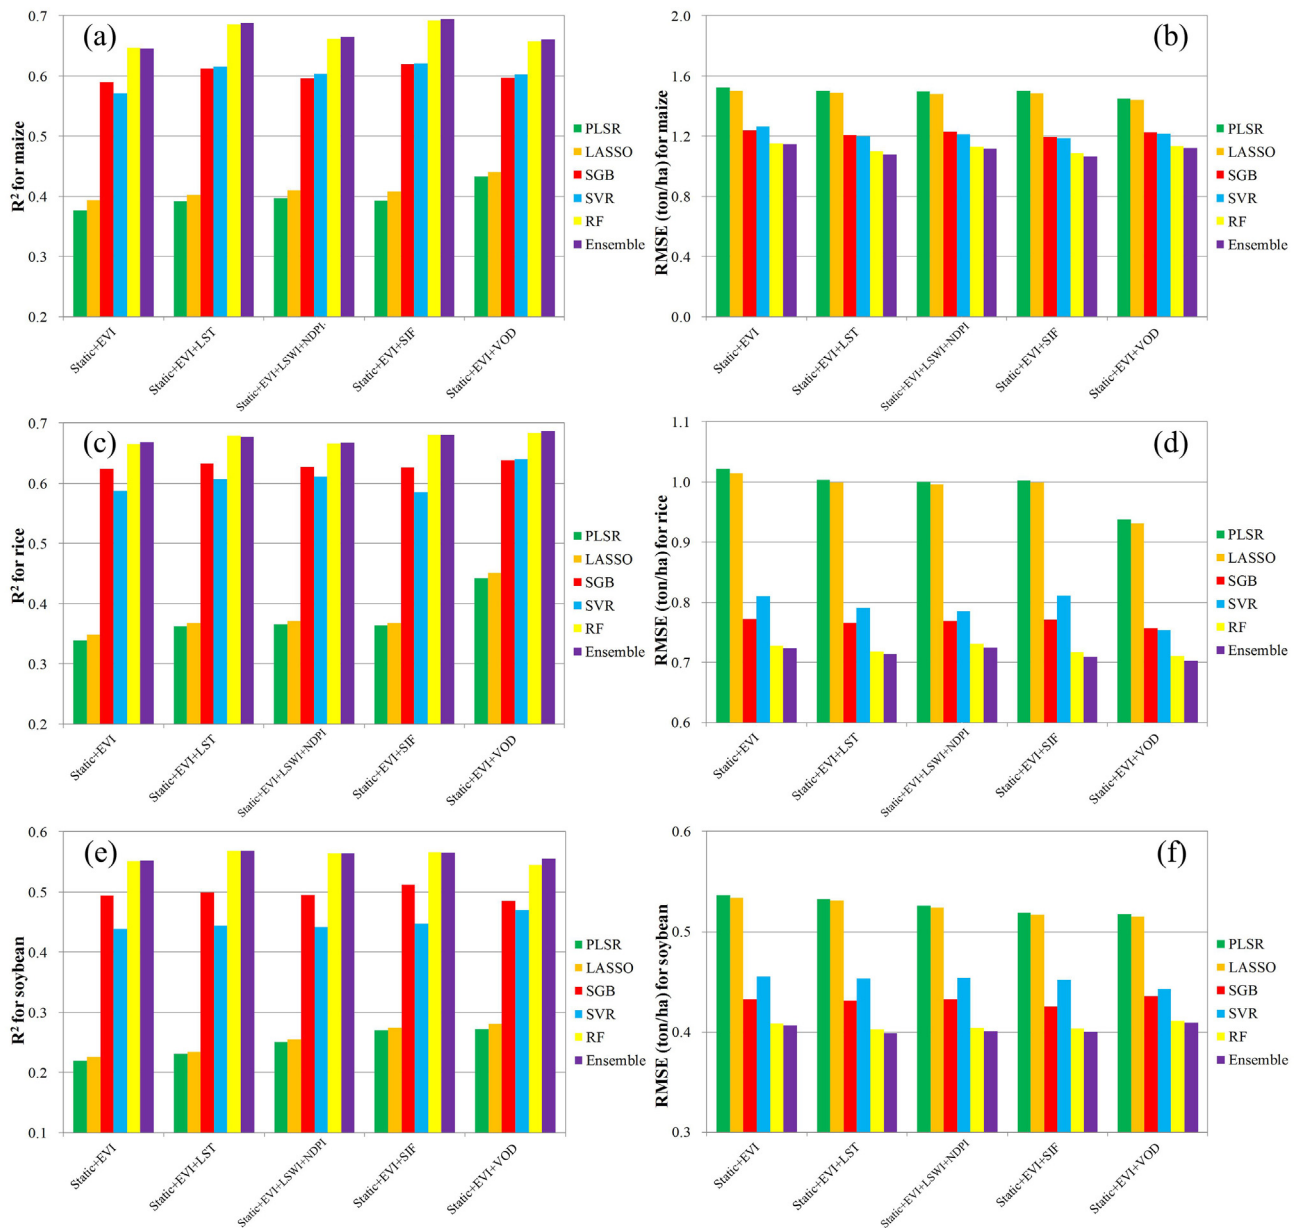 (a)
R² for maize
0.7
0.6
0.5
0.4
0.3
0.2
Static+EVI
Static+EVI+LST
Static+EVI+LSWI+NDPI
Static+EVI+SIF
Static+EVI+VOD
PLSR
LASSO
SGB
SVR
RF
Ensemble
(b)
RMSE (ton/ha) for maize
2.0
1.6
1.2
0.8
0.4
0.0
Static+EVI
Static+EVI+LST
Static+EVI+LSWI+NDPI
Static+EVI+SIF
Static+EVI+VOD
PLSR
LASSO
SGB
SVR
RF
Ensemble
(c)
R² for rice
0.7
0.6
0.5
0.4
0.3
0.2
Static+EVI
Static+EVI+LST
Static+EVI+LSWI+NDPI
Static+EVI+SIF
Static+EVI+VOD
PLSR
LASSO
SGB
SVR
RF
Ensemble
(d)
RMSE (ton/ha) for rice
1.1
1.0
0.9
0.8
0.7
0.6
Static+EVI
Static+EVI+LST
Static+EVI+LSWI+NDPI
Static+EVI+SIF
Static+EVI+VOD
PLSR
LASSO
SGB
SVR
RF
Ensemble
(e)
R² for soybean
0.6
0.5
0.4
0.3
0.2
0.1
Static+EVI
Static+EVI+LST
Static+EVI+LSWI+NDPI
Static+EVI+SIF
Static+EVI+VOD
PLSR
LASSO
SGB
SVR
RF
Ensemble
(f)
RMSE (ton/ha) for soybean
0.6
0.5
0.4
0.3
Static+EVI
Static+EVI+LST
Static+EVI+LSWI+NDPI
Static+EVI+SIF
Static+EVI+VOD
PLSR
LASSO
SGB
SVR
RF
Ensemble